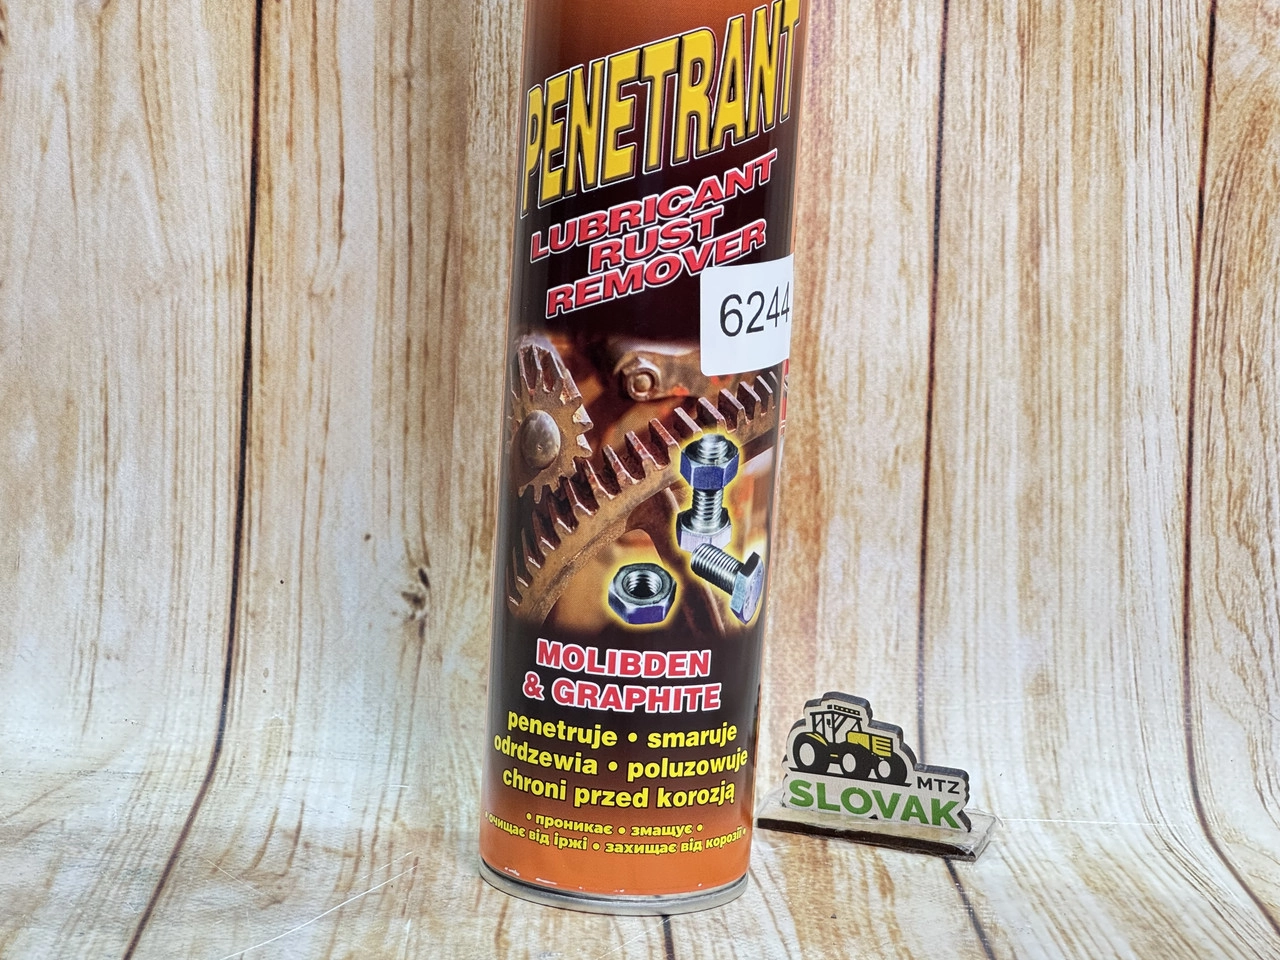 PENETRANT
LUBRICANT
RUST
REMOVER
6244
MOLIBDEN
& GRAPHITE
penetruje • smaruje
odrdzewia • poluzowuje
chroni przed korozją
• проникає • змащує •
• очищає від іржі • захищає від корозії •
MTZ
SLOVAK